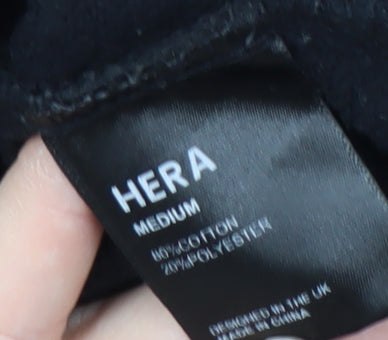 HERA
MEDIUM
80%COTTON
20%POLYESTER
DESIGNED IN THE UK
MADE IN CHINA